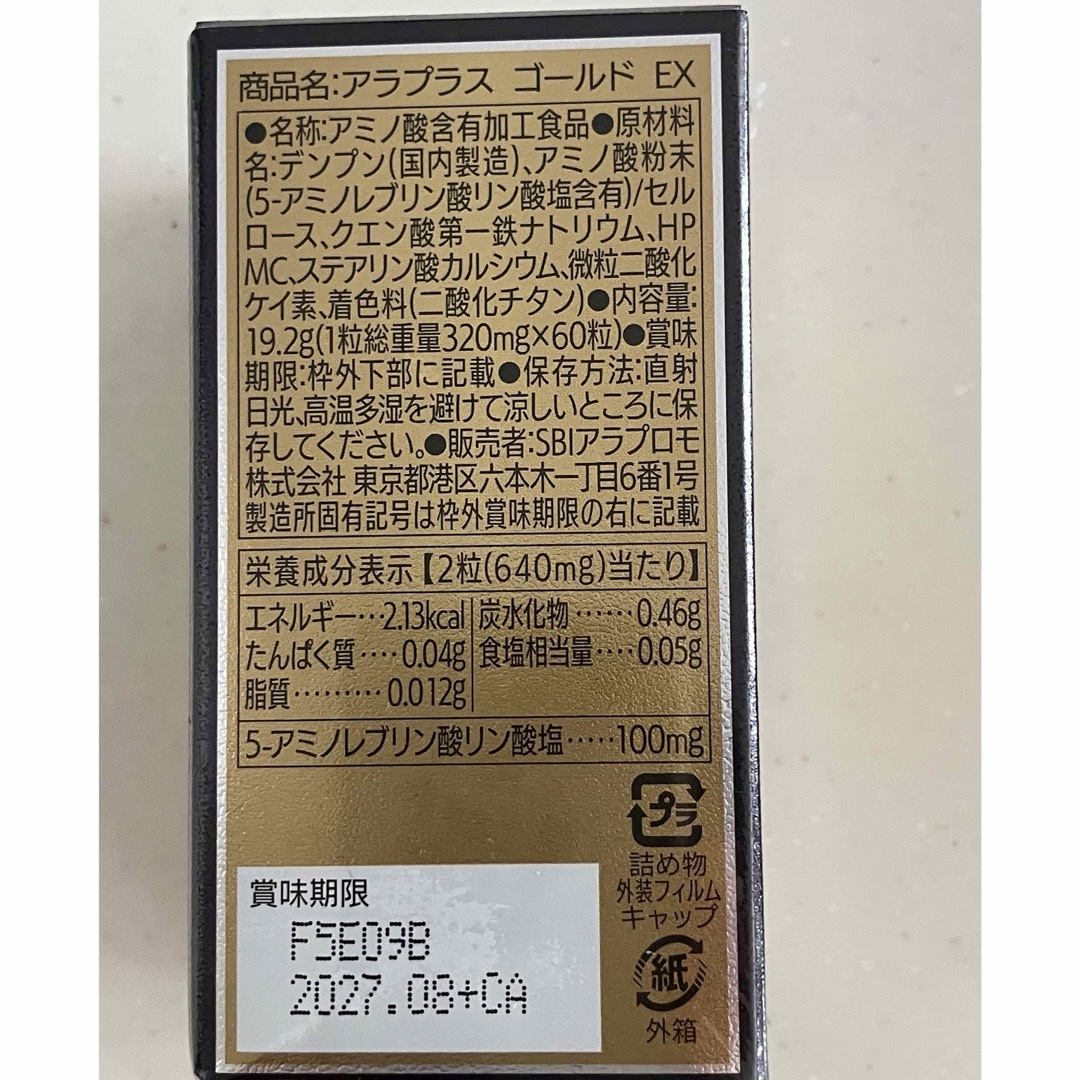 商品名:アラプラス ゴールド EX
●名称:アミノ酸含有加工食品●原材料
名:デンプン(国内製造)、アミノ酸粉末
(5-アミノレブリン酸リン酸塩含有)/セル
ロース、クエン酸第一鉄ナトリウム、HP
MC、ステアリン酸カルシウム、微粒二酸化
ケイ素、着色料(二酸化チタン)●内容量:
19.2g(1粒総重量320mg×60粒)●賞味
期限:枠外下部に記載●保存方法:直射
日光、高温多湿を避けて涼しいところに保
存してください。●販売者:SBIアラプロモ
株式会社 東京都港区六本木一丁目6番1号
製造所固有記号は枠外賞味期限の右に記載
栄養成分表示【2粒(640mg)当たり】
エネルギー…2.13kcal
たんぱく質‥‥0.04g
脂質………0.012g
炭水化物……0.46g
食塩相当量‥‥0.05g
5-アミノレブリン酸リン酸塩‥‥‥100mg
プラ
詰め物
外装フィルム
キャップ
紙
外箱
賞味期限
F5E09B
2027.08+CA